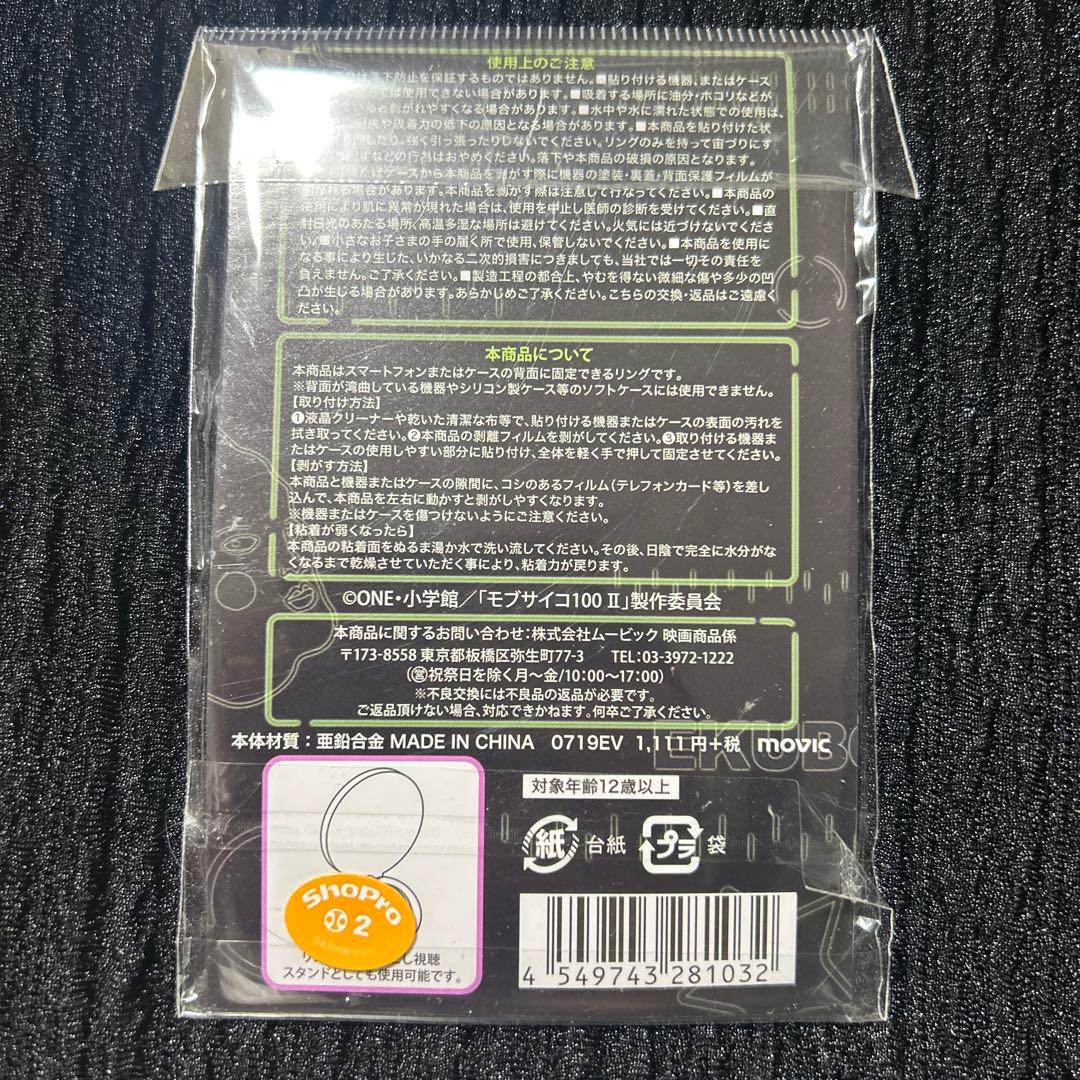 使用上のご注意
は落下防止を保証するものではありません。■貼り付ける機器、またはケース
は使用できない場合があります。■吸着する場所に油分・ホコリなどが
いると剥がれやすくなる場合があります。■水中や水に濡れた状態での使用は、
や吸着力の低下の原因となる場合があります。■本商品を貼り付けた状
したり、強く引っ張ったりしないでください。リングのみを持って宙づりにす
すなどの行為はおやめください。落下や本商品の破損の原因となります。
ケースから本商品を剥がす際に機器の塗装・裏蓋・背面保護フィルムが
がれる場合があります。本商品を剥がす際は注意して行なってください。■本商品の
使用により肌に異常が現れた場合は、使用を中止し医師の診断を受けてください。■直
射日光のあたる場所、高温多湿な場所は避けてください。火気には近づけないでくださ
い。■小さなお子さまの手の届く所で使用、保管しないでください。■本商品を使用に
なる事により生じた、いかなる二次的損害につきましても、当社では一切その責任を
負えません。ご了承ください。■製造工程の都合上、やむを得ない微細な傷や多少の凹
凸が生じる場合があります。あらかじめご了承ください。こちらの交換・返品はご遠慮く
ださい。
本商品について
本商品はスマートフォンまたはケースの背面に固定できるリングです。
※背面が湾曲している機器やシリコン製ケース等のソフトケースには使用できません。
【取り付け方法】
❶液晶クリーナーや乾いた清潔な布等で、貼り付ける機器またはケースの表面の汚れを
拭き取ってください。❷本商品の剥離フィルムを剥がしてください。❸取り付ける機器ま
たはケースの使用しやすい部分に貼り付け、全体を軽く手で押して固定させてください。
【剥がす方法】
本商品と機器またはケースの隙間に、コシのあるフィルム(テレフォンカード等)を差し
込んで、本商品を左右に動かすと剥がしやすくなります。
※機器またはケースを傷つけないようにご注意ください。
【粘着が弱くなったら】
本商品の粘着面をぬるま湯か水で洗い流してください。その後、日陰で完全に水分がな
くなるまで乾燥させていただく事により、粘着力が戻ります。
©ONE・小学館/「モブサイコ100 Ⅱ」製作委員会
本商品に関するお問い合わせ:株式会社ムービック 映画商品係
〒173-8558 東京都板橋区弥生町77-3 TEL:03-3972-1222
(営祝祭日を除く月〜金/10:00〜17:00)
※不良交換には不良品の返品が必要です。
ご返品頂けない場合、対応できかねます。何卒ご了承ください。
EKUBO
本体材質:亜鉛合金 MADE IN CHINA 0719EV 1,111円+税 movic
対象年齢12歳以上
紙 台紙 プラ 袋
ShoPro
2
し視聴
スタンドとしても使用可能です。
4 549743 281032